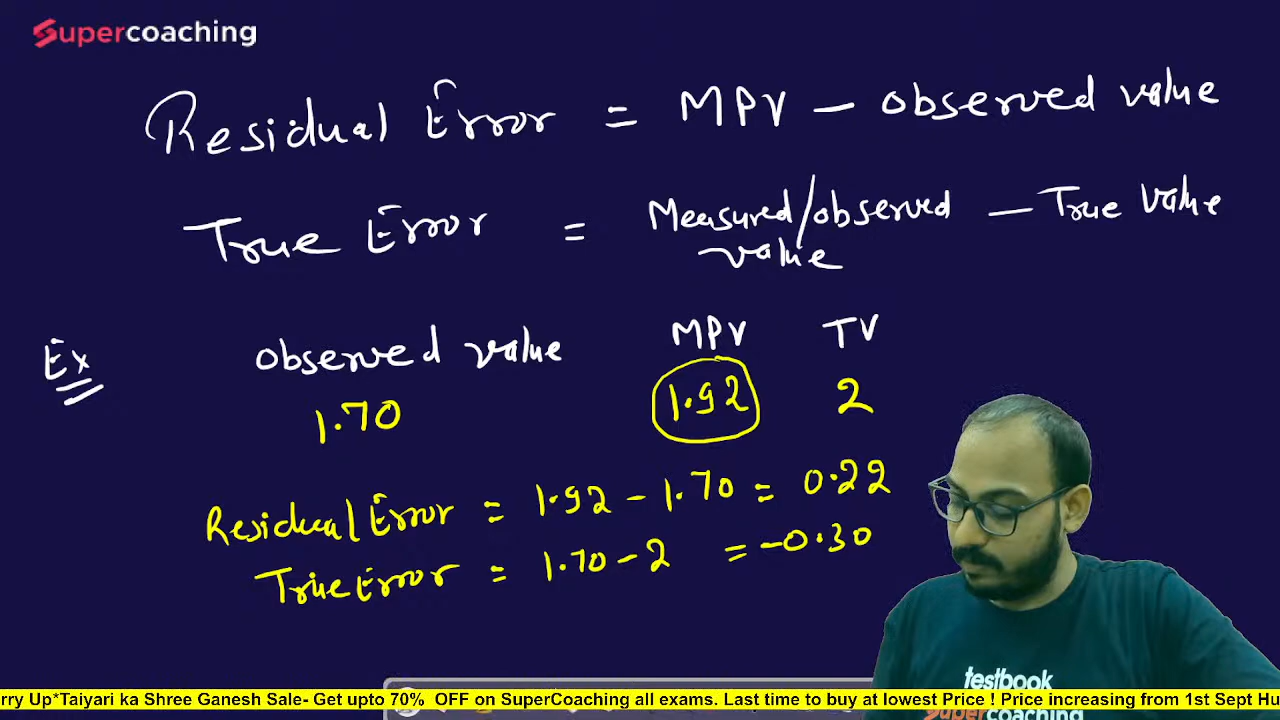 Supercoaching
Residual Error = MPV — observed value
True Error = Measured/observed value — True Value
Ex observed value MPV TV
1.70 1.92 2
Residual Error = 1.92 - 1.70 = 0.22
True Error = 1.70 - 2 = -0.30
testbook
Supercoaching
rry Up*Taiyari ka Shree Ganesh Sale- Get upto 70% OFF on SuperCoaching all exams. Last time to buy at lowest Price ! Price increasing from 1st Sept Hu